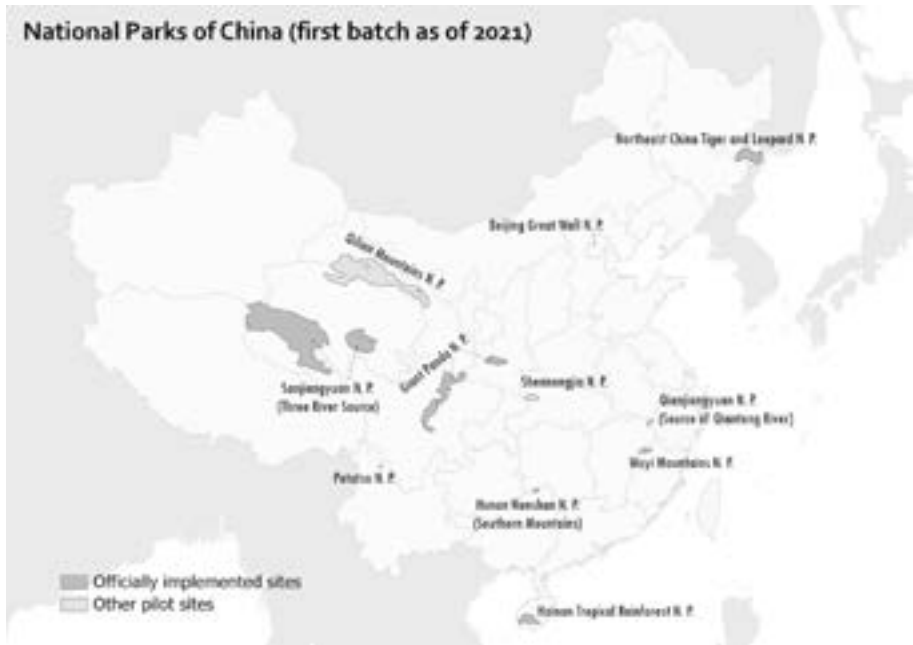 National Parks of China (first batch as of 2021)
Northeast China Tiger and Leopard N. P.
Beijing Great Wall N. P.
Qilian Mountains N. P.
Giant Panda N. P.
Sanjiangyuan N. P.
(Three River Source)
Shennongjia N. P.
Qianjiangyuan N. P.
(Source of Qiantang River)
Wuyi Mountains N. P.
Potatso N. P.
Hunan Nanshan N. P.
(Southern Mountains)
Officially implemented sites
Other pilot sites
Hainan Tropical Rainforest N. P.